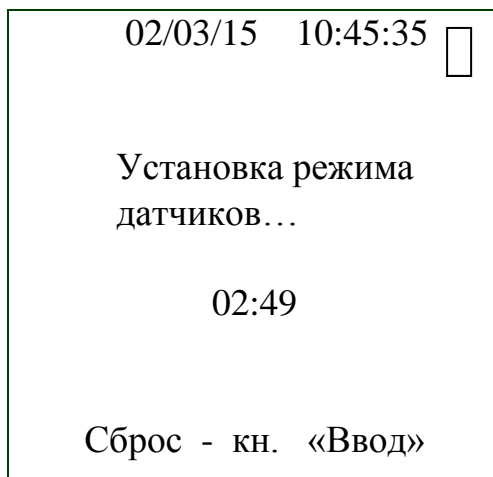 02/03/15 10:45:35
Установка режима
датчиков…
02:49
Сброс - кн. «Ввод»